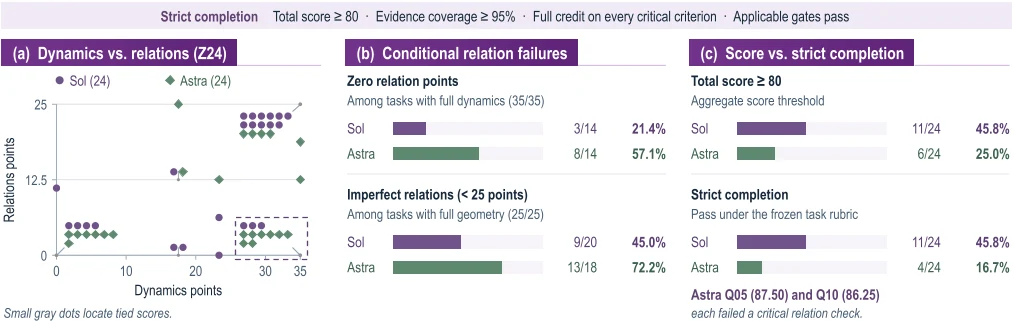 Strict completion Total score ≥ 80 · Evidence coverage ≥ 95% · Full credit on every critical criterion · Applicable gates pass
(a) Dynamics vs. relations (Z24)
Sol (24) Astra (24)
25
12.5
0
Relations points
0 10 20 30 35
Dynamics points
Small gray dots locate tied scores.
(b) Conditional relation failures
Zero relation points
Among tasks with full dynamics (35/35)
Sol 3/14 21.4%
Astra 8/14 57.1%
Imperfect relations (< 25 points)
Among tasks with full geometry (25/25)
Sol 9/20 45.0%
Astra 13/18 72.2%
(c) Score vs. strict completion
Total score ≥ 80
Aggregate score threshold
Sol 11/24 45.8%
Astra 6/24 25.0%
Strict completion
Pass under the frozen task rubric
Sol 11/24 45.8%
Astra 4/24 16.7%
Astra Q05 (87.50) and Q10 (86.25)
each failed a critical relation check.